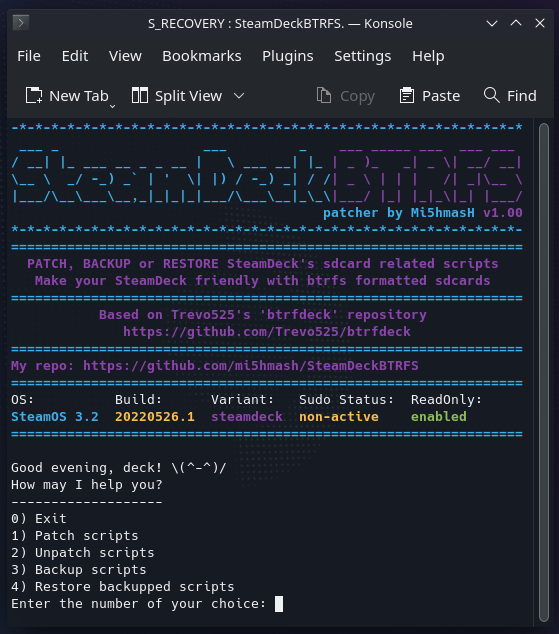 S_RECOVERY : SteamDeckBTRFS. — Konsole
File Edit View Bookmarks Plugins Settings Help
New Tab Split View Copy Paste Find
SteamDeckBTRFS
patcher by Mi5hmasH v1.00
PATCH, BACKUP or RESTORE SteamDeck's sdcard related scripts
Make your SteamDeck friendly with btrfs formatted sdcards
Based on Trevo525's 'btrfdeck' repository
https://github.com/Trevo525/btrfdeck
My repo: https://github.com/mi5hmash/SteamDeckBTRFS
OS: Build: Variant: Sudo Status: ReadOnly:
SteamOS 3.2 20220526.1 steamdeck non-active enabled
Good evening, deck! \(^-^)/
How may I help you?
-------------------
0) Exit
1) Patch scripts
2) Unpatch scripts
3) Backup scripts
4) Restore backupped scripts
Enter the number of your choice: